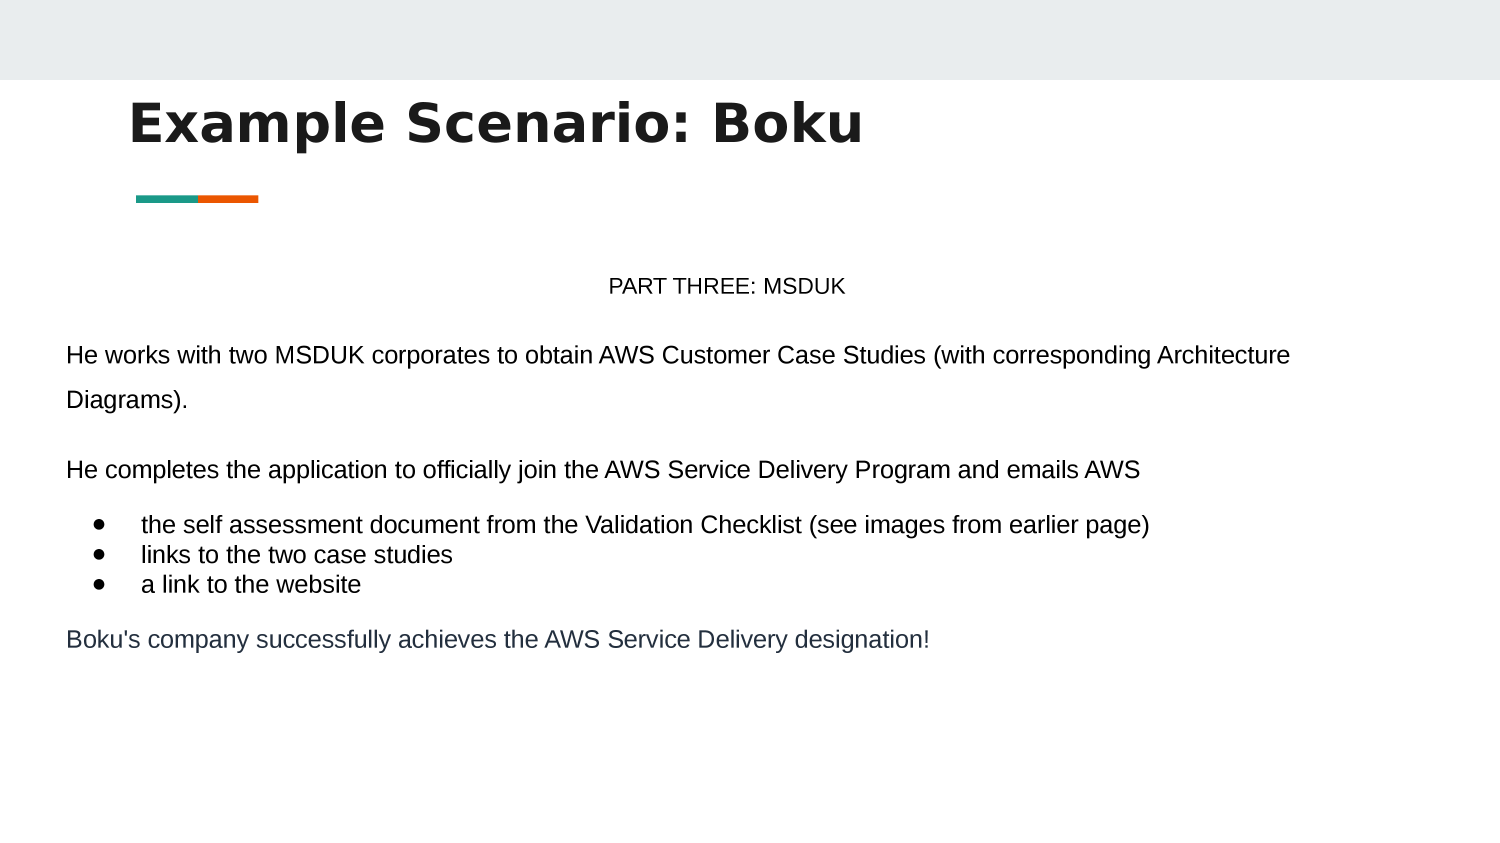 Example Scenario: Boku
PART THREE: MSDUK
He works with two MSDUK corporates to obtain AWS Customer Case Studies (with corresponding Architecture
Diagrams).
He completes the application to officially join the AWS Service Delivery Program and emails AWS
● the self assessment document from the Validation Checklist (see images from earlier page)
● links to the two case studies
● a link to the website
Boku's company successfully achieves the AWS Service Delivery designation!